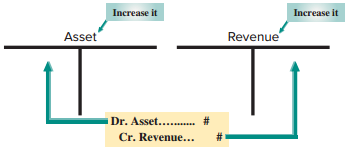 Increase it
Increase it
Asset
Revenue
Dr. Asset.......... #
Cr. Revenue... #